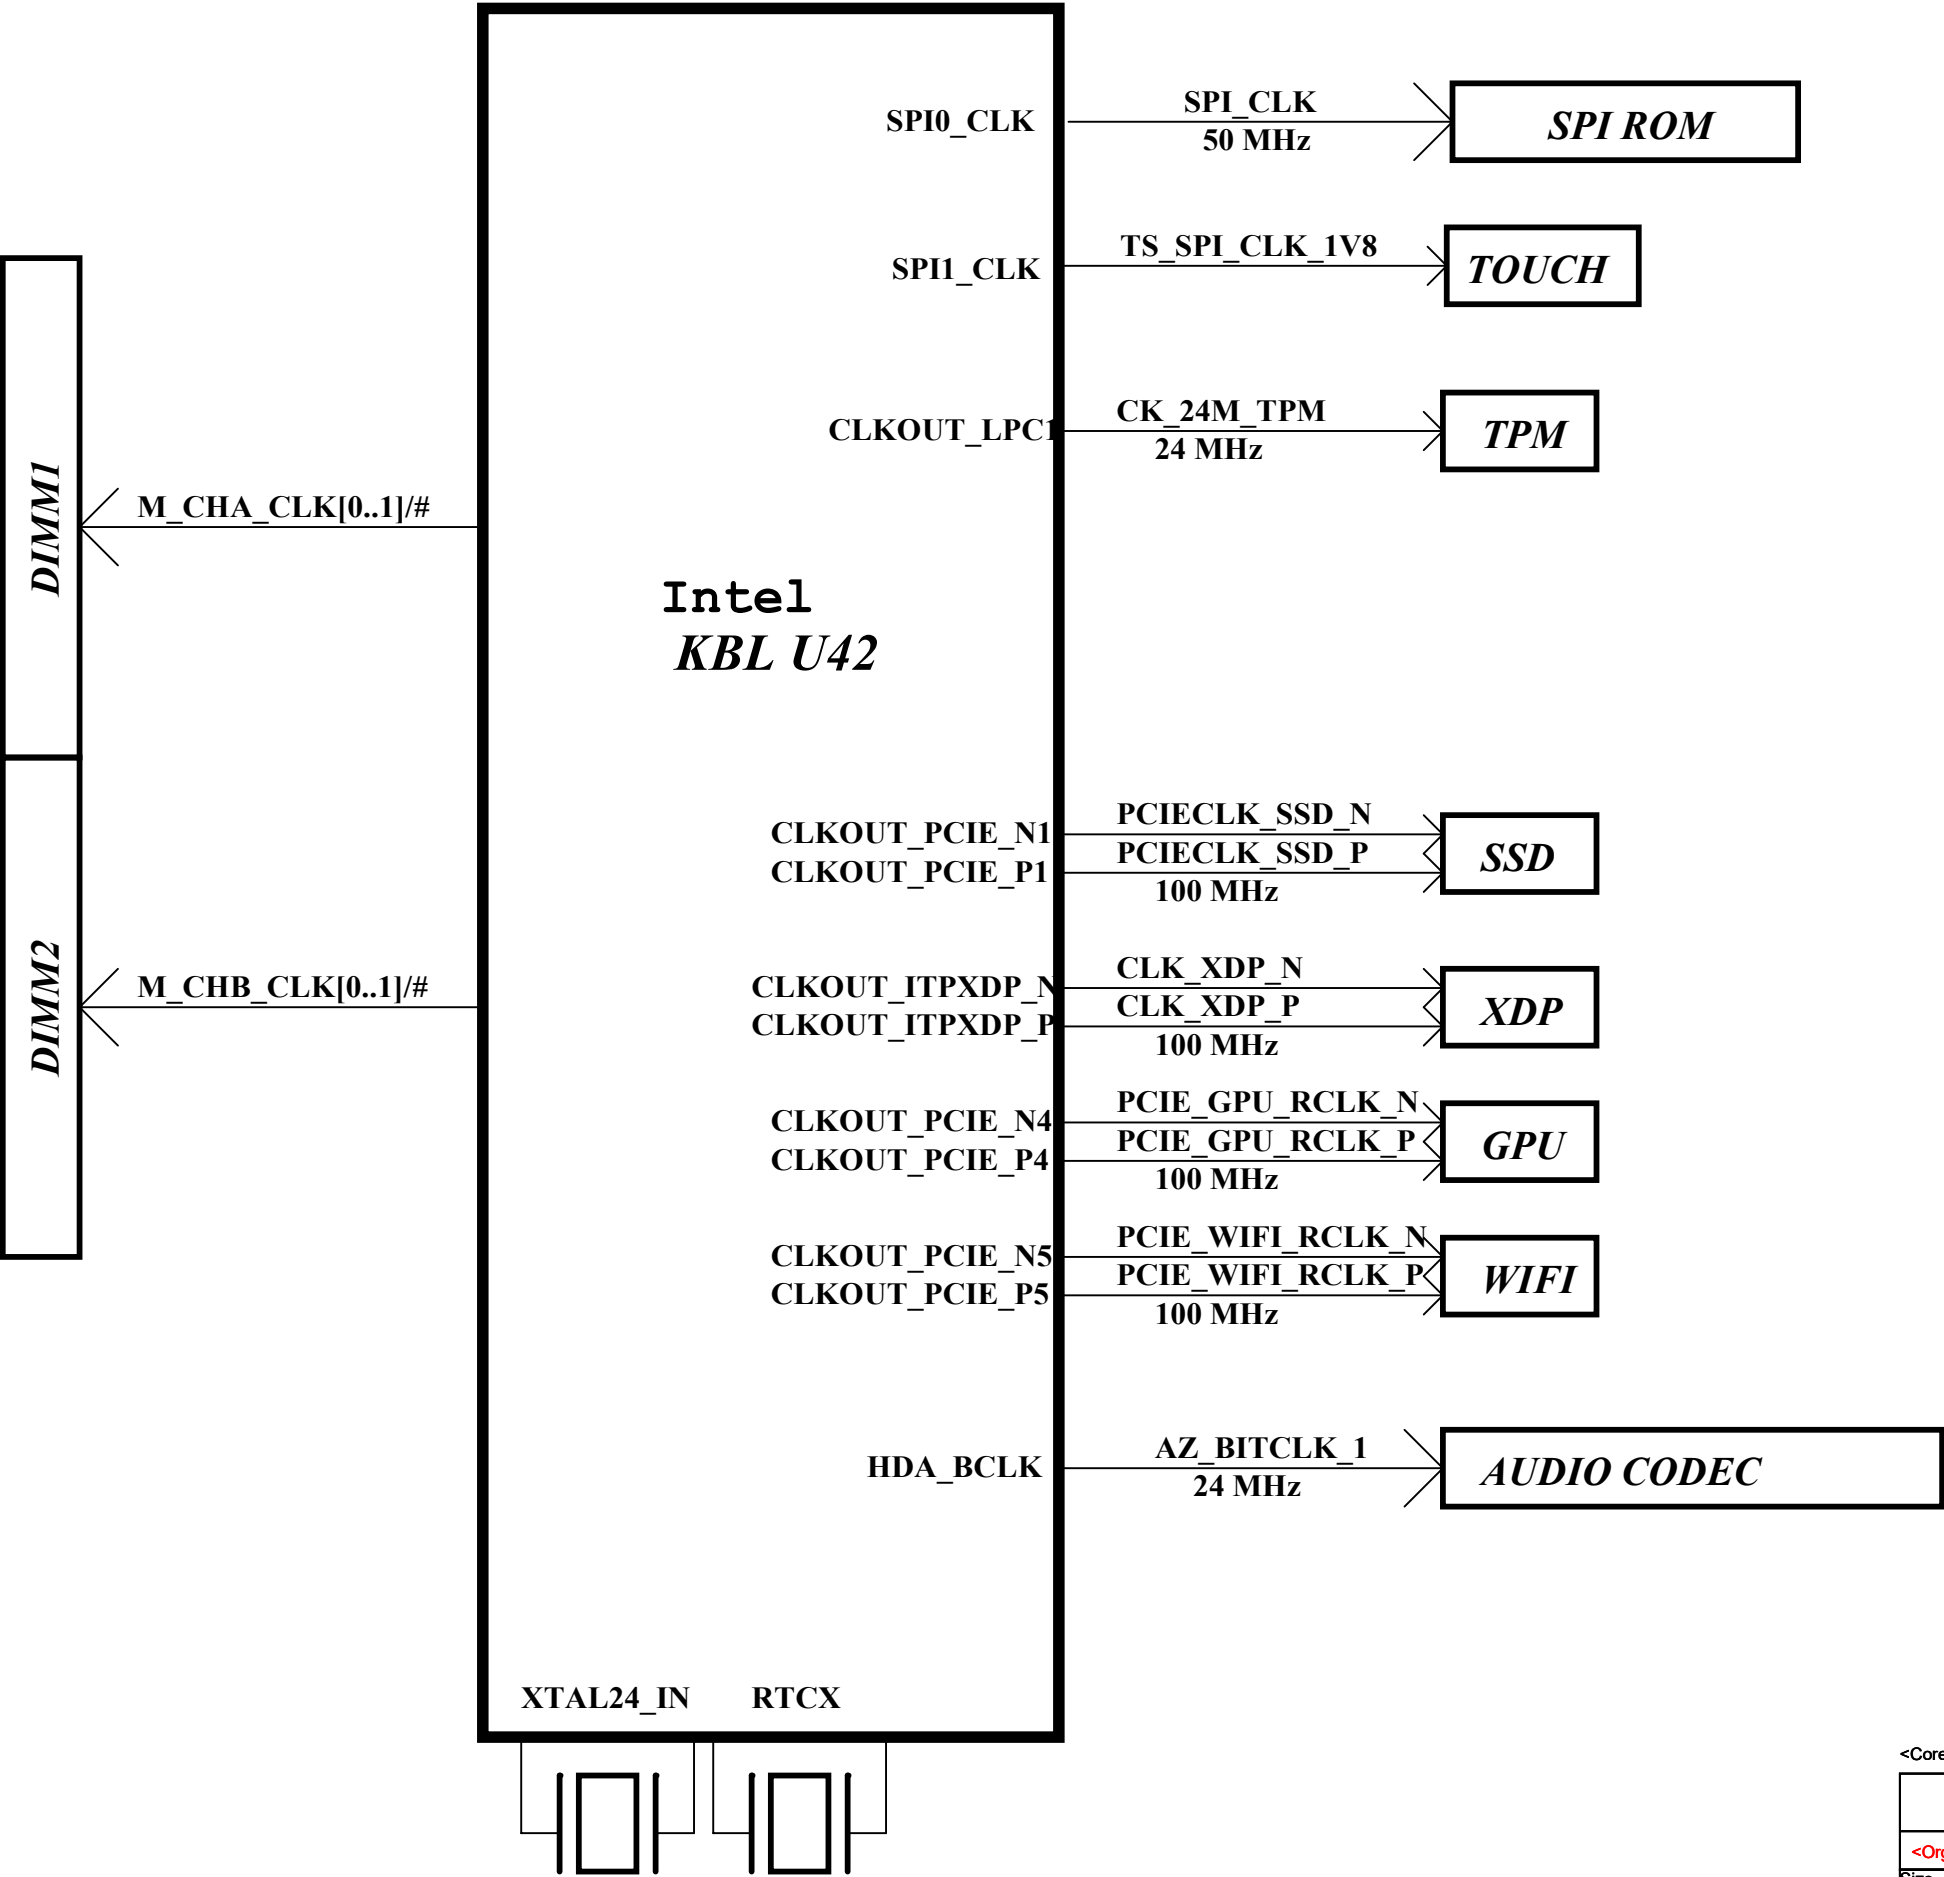 SPI0_CLK
SPI_CLK
50 MHz
SPI ROM
SPI1_CLK
TS_SPI_CLK_1V8
TOUCH
CLKOUT_LPC1
CK_24M_TPM
24 MHz
TPM
DIMM1
M_CHA_CLK[0..1]/#
Intel
KBL U42
CLKOUT_PCIE_N1
CLKOUT_PCIE_P1
PCIECLK_SSD_N
PCIECLK_SSD_P
100 MHz
SSD
DIMM2
M_CHB_CLK[0..1]/#
CLKOUT_ITPXDP_N
CLKOUT_ITPXDP_P
CLK_XDP_N
CLK_XDP_P
100 MHz
XDP
CLKOUT_PCIE_N4
CLKOUT_PCIE_P4
PCIE_GPU_RCLK_N
PCIE_GPU_RCLK_P
100 MHz
GPU
CLKOUT_PCIE_N5
CLKOUT_PCIE_P5
PCIE_WIFI_RCLK_N
PCIE_WIFI_RCLK_P
100 MHz
WIFI
HDA_BCLK
AZ_BITCLK_1
24 MHz
AUDIO CODEC
XTAL24_IN
RTCX
<Core
<Org